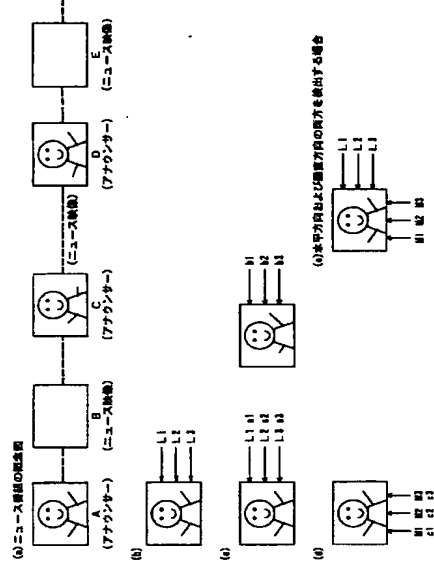 (a)ニュース番組の概念図
A
(アナウンサー)
B
(ニュース映像)
C
(アナウンサー)
(ニュース映像)
D
(アナウンサー)
E
(ニュース映像)
(b)
L1
L2
L3
(c)
L1 a1
L2 a2
L3 a3
b1
b2
b3
(d)
M1 M2 M3
c1 c2 c3
(e)水平方向および垂直方向の両方を検出する場合
L1
L2
L3
M1 M2 M3